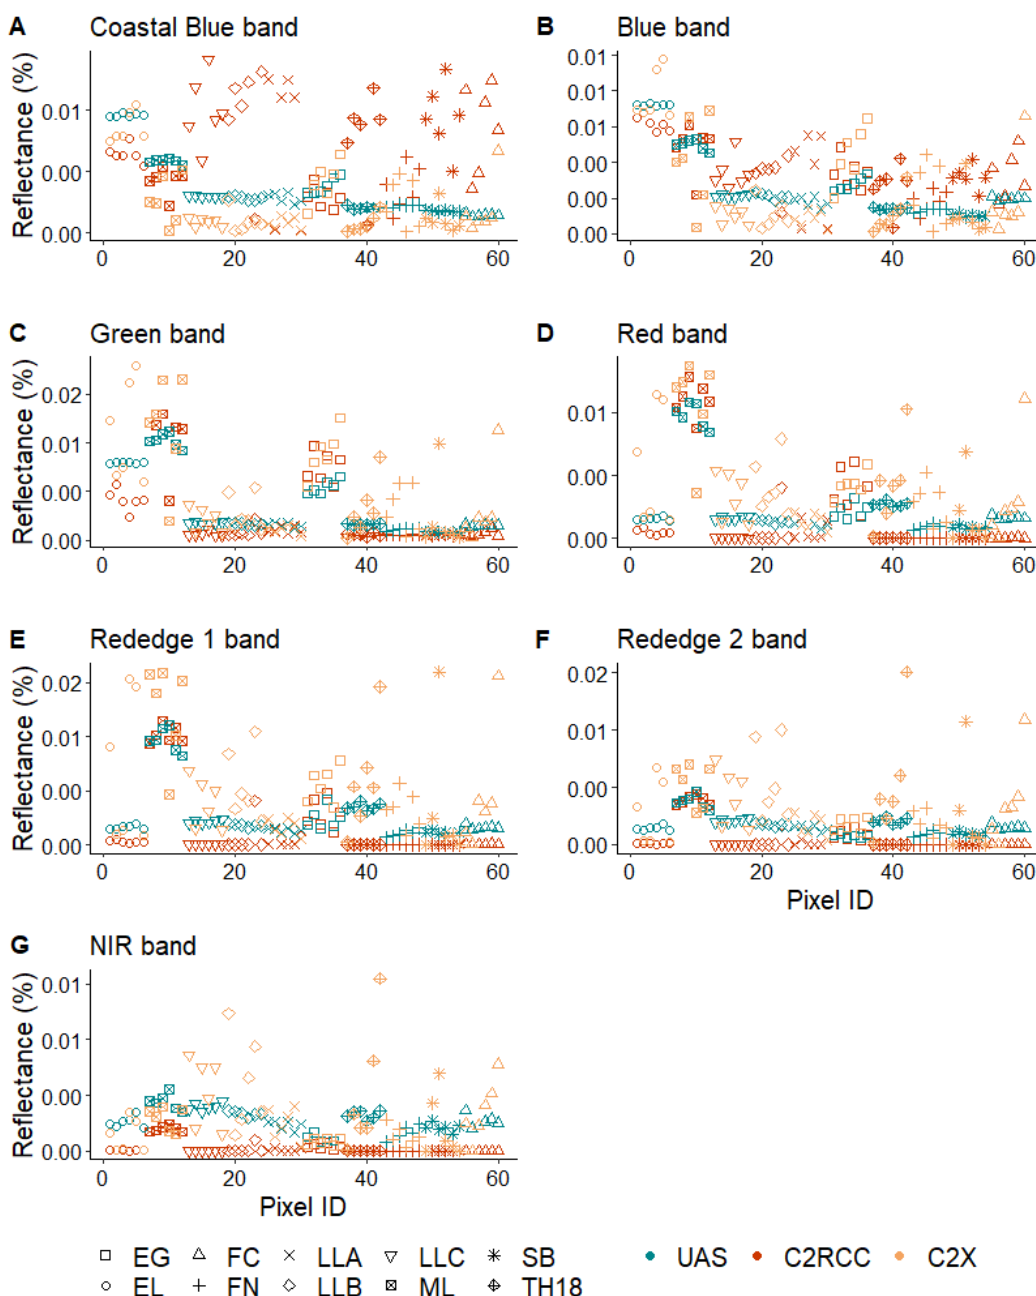 A Coastal Blue band
B Blue band
Reflectance (%)
0.01
0.00
0.00
0 20 40 60
0.01
0.01
0.01
0.00
0.00
0.00
0 20 40 60
C Green band
D Red band
Reflectance (%)
0.02
0.01
0.00
0.00
0 20 40 60
0.01
0.00
0.00
0 20 40 60
E Rededge 1 band
F Rededge 2 band
Reflectance (%)
0.02
0.01
0.00
0.00
0 20 40 60
0.02
0.01
0.00
0.00
0 20 40 60
Pixel ID
G NIR band
Reflectance (%)
0.01
0.01
0.00
0.00
0 20 40 60
Pixel ID
EG FC LLA LLC SB
EL FN LLB ML TH18
UAS C2RCC C2X